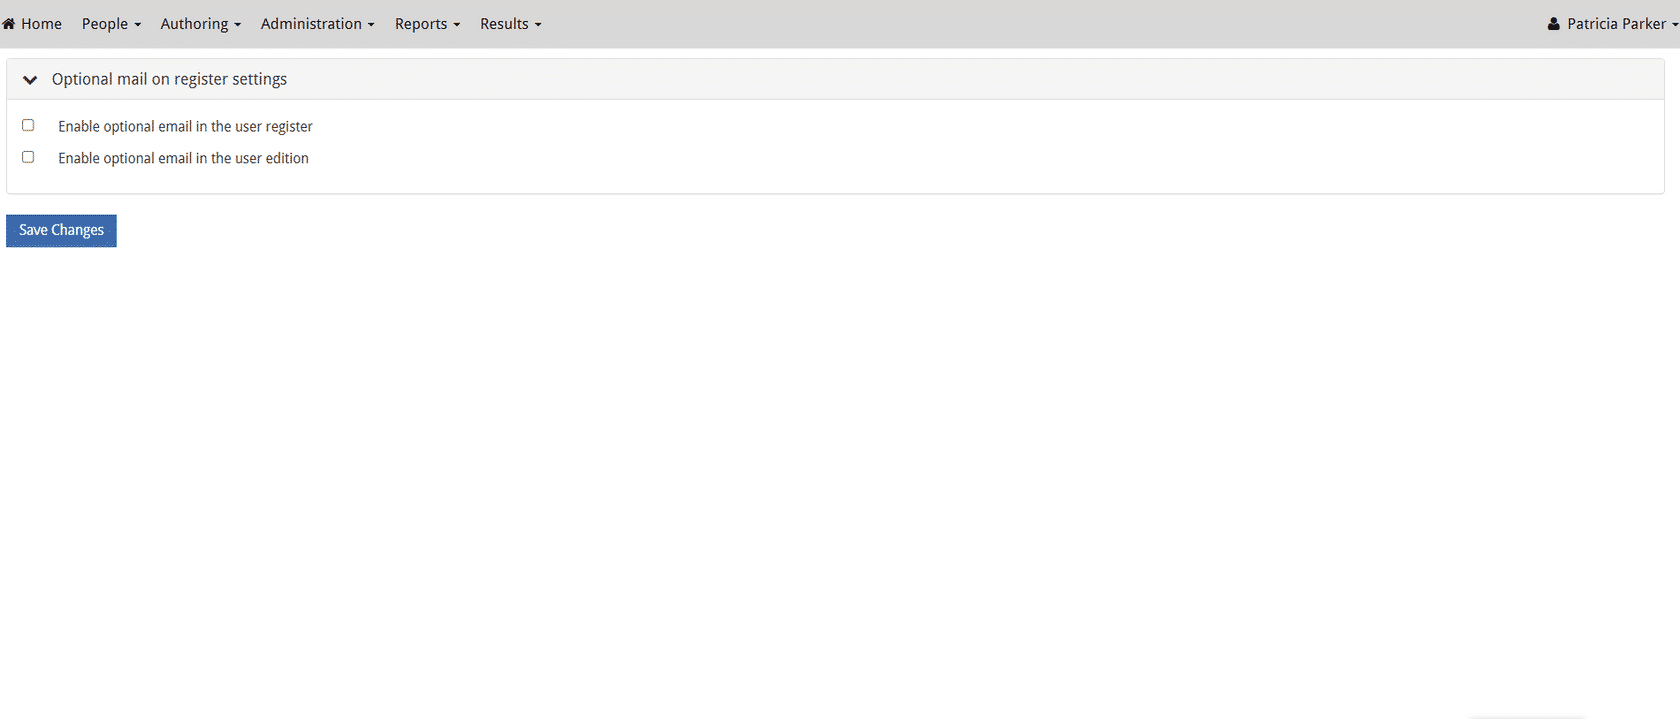 Home People Authoring Administration Reports Results Patricia Parker
Optional mail on register settings
Enable optional email in the user register
Enable optional email in the user edition
Save Changes